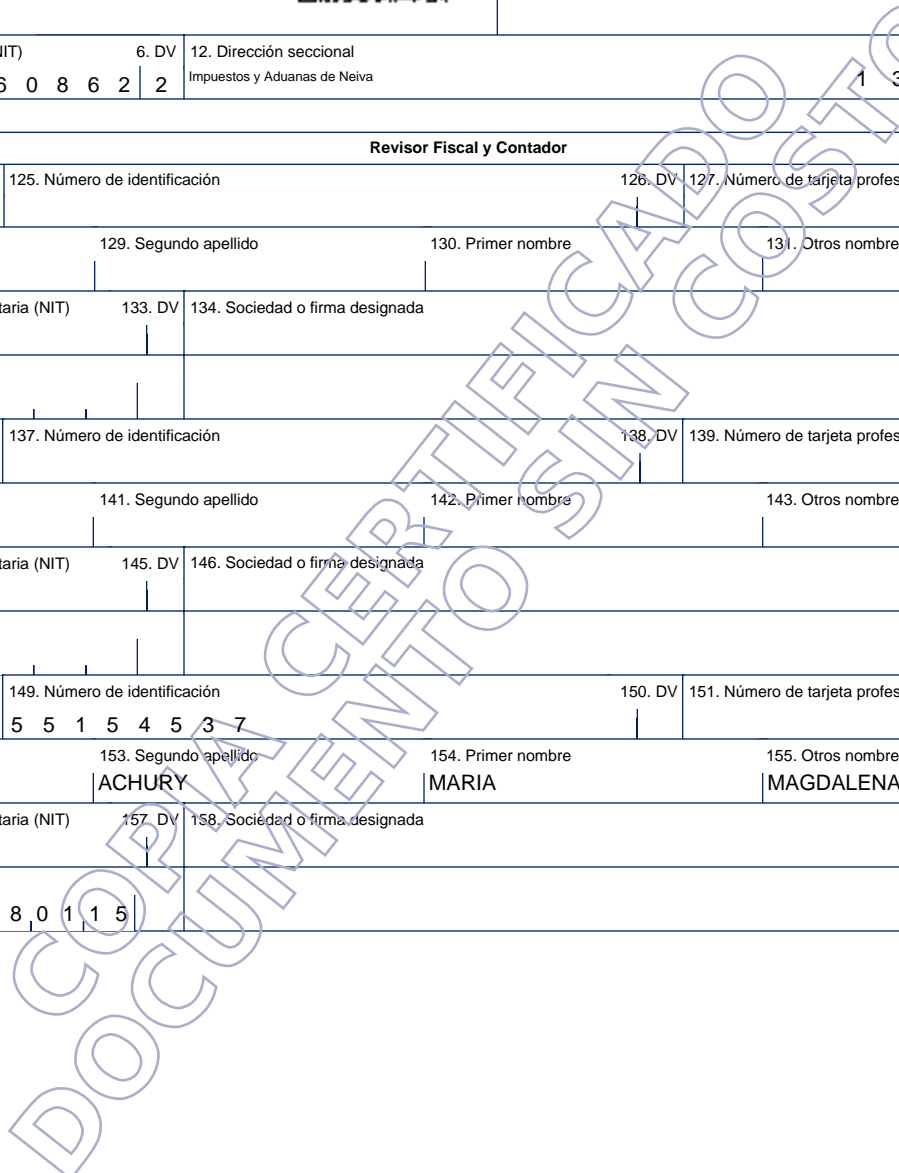 NIT) 6. DV 12. Dirección seccional
6 0 8 6 2 2 Impuestos y Aduanas de Neiva 1 3
Revisor Fiscal y Contador
125. Número de identificación 126. DV 127. Número de tarjeta profes
129. Segundo apellido 130. Primer nombre 131. Otros nombre
taria (NIT) 133. DV 134. Sociedad o firma designada
137. Número de identificación 138. DV 139. Número de tarjeta profes
141. Segundo apellido 142. Primer nombre 143. Otros nombre
taria (NIT) 145. DV 146. Sociedad o firma designada
149. Número de identificación 150. DV 151. Número de tarjeta profes
5 5 1 5 4 5 3 7
153. Segundo apellido 154. Primer nombre 155. Otros nombre
ACHURY MARIA MAGDALENA
taria (NIT) 157. DV 158. Sociedad o firma designada
8 0 1 1 5
COPIA CERTIFICADO
DOCUMENTO SIN COSTO